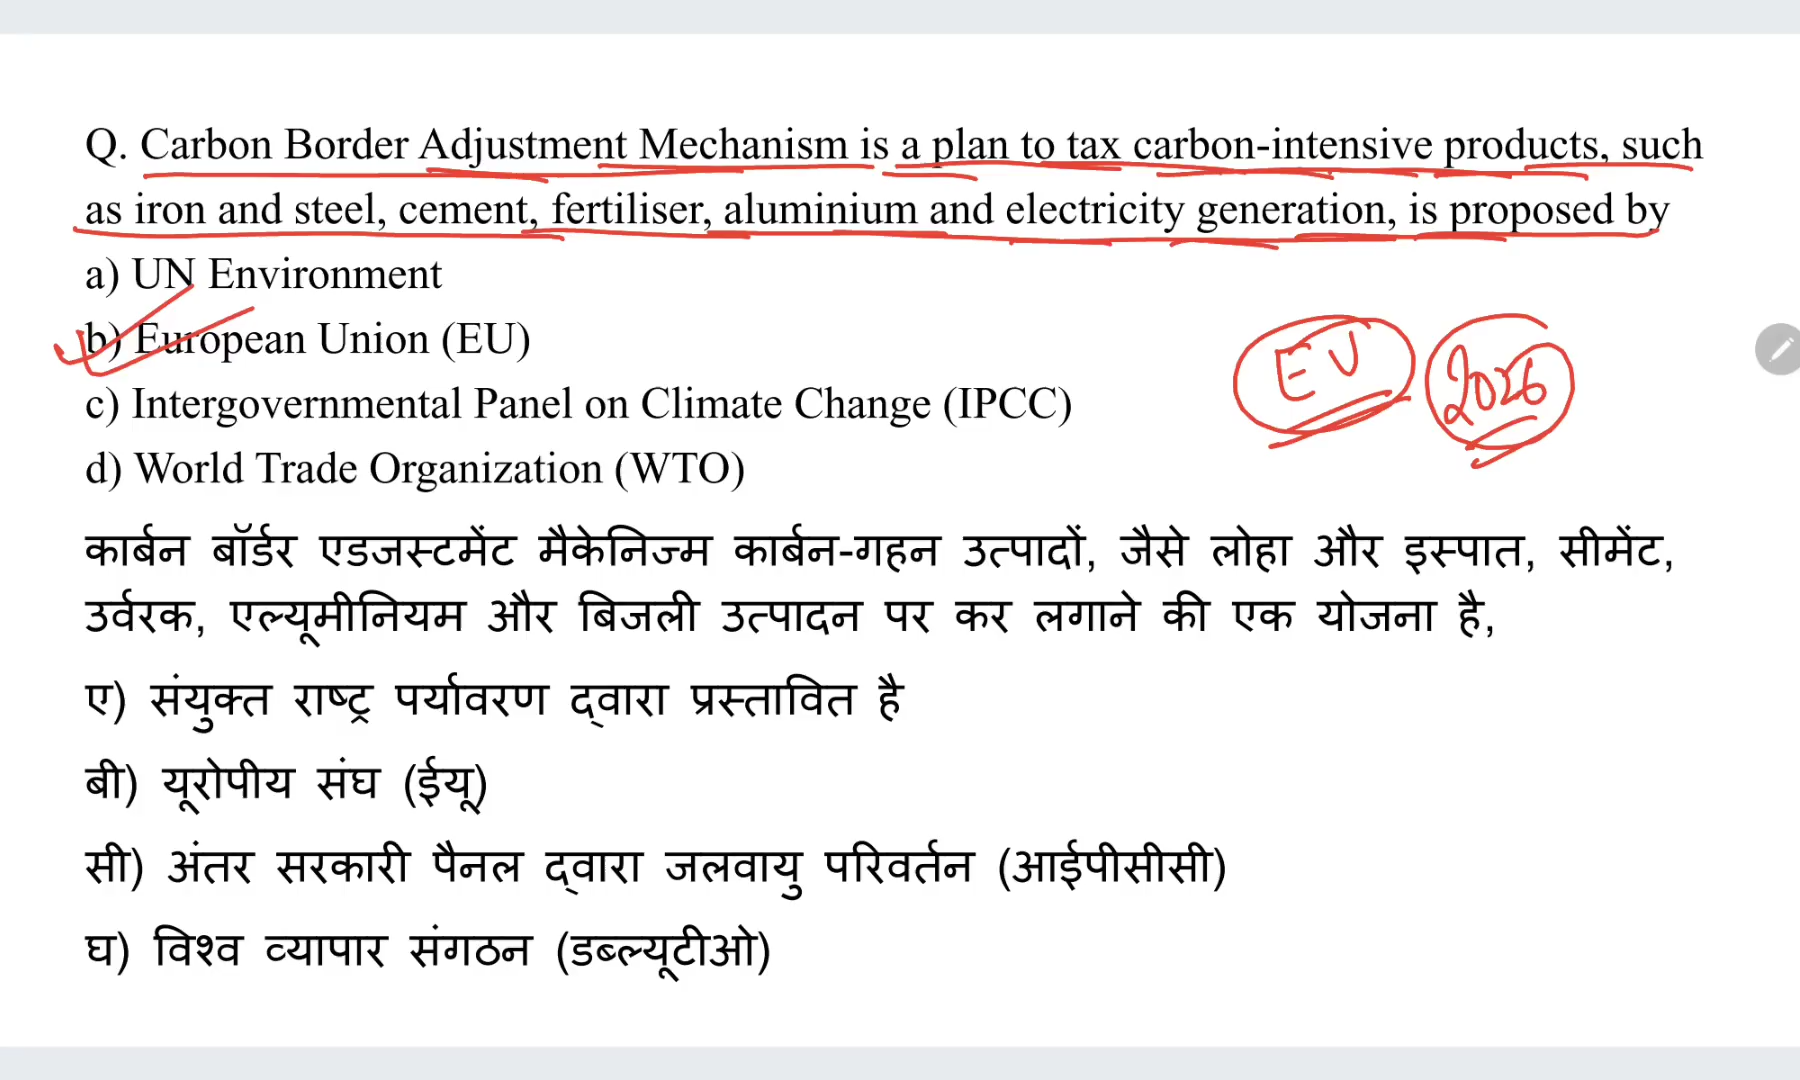 Q. Carbon Border Adjustment Mechanism is a plan to tax carbon-intensive products, such
as iron and steel, cement, fertiliser, aluminium and electricity generation, is proposed by
a) UN Environment
b) European Union (EU)
c) Intergovernmental Panel on Climate Change (IPCC)
d) World Trade Organization (WTO)
EU 2026
कार्बन बॉर्डर एडजस्टमेंट मैकेनिज्म कार्बन-गहन उत्पादों, जैसे लोहा और इस्पात, सीमेंट,
उर्वरक, एल्यूमीनियम और बिजली उत्पादन पर कर लगाने की एक योजना है,
ए) संयुक्त राष्ट्र पर्यावरण द्वारा प्रस्तावित है
बी) यूरोपीय संघ (ईयू)
सी) अंतर सरकारी पैनल द्वारा जलवायु परिवर्तन (आईपीसीसी)
घ) विश्व व्यापार संगठन (डब्ल्यूटीओ)